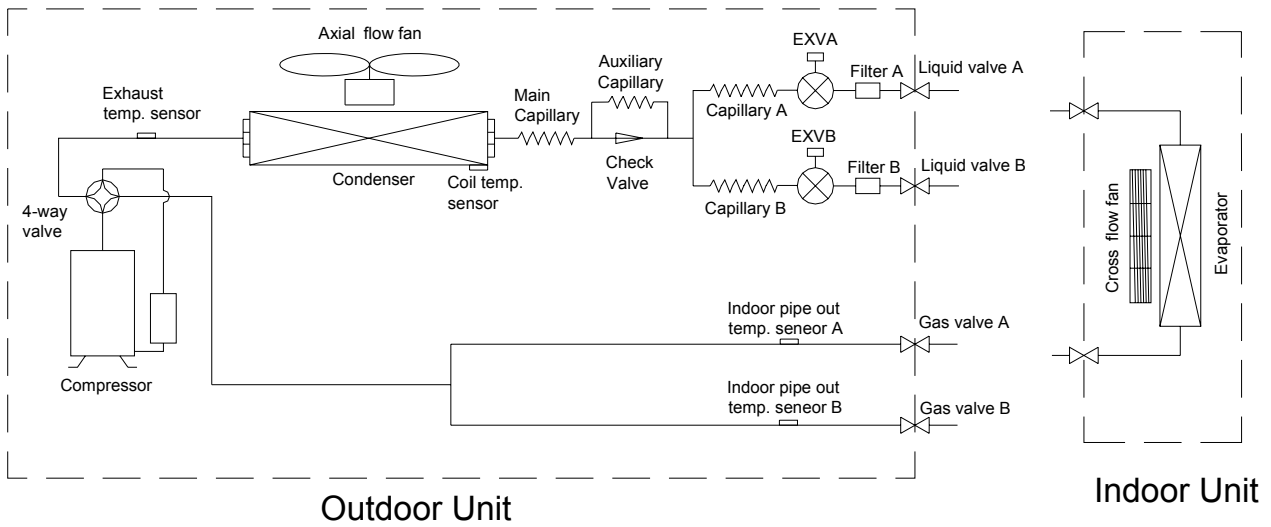 Axial flow fan
EXVA
Auxiliary
Capillary
Filter A
Liquid valve A
Exhaust
temp. sensor
Main
Capillary
Capillary A
EXVB
Check
Valve
Filter B
Liquid valve B
Condenser
Coil temp.
sensor
Capillary B
4-way
valve
Cross flow fan
Evaporator
Indoor pipe out
temp. seneor A
Gas valve A
Compressor
Indoor pipe out
temp. seneor B
Gas valve B
Outdoor Unit
Indoor Unit